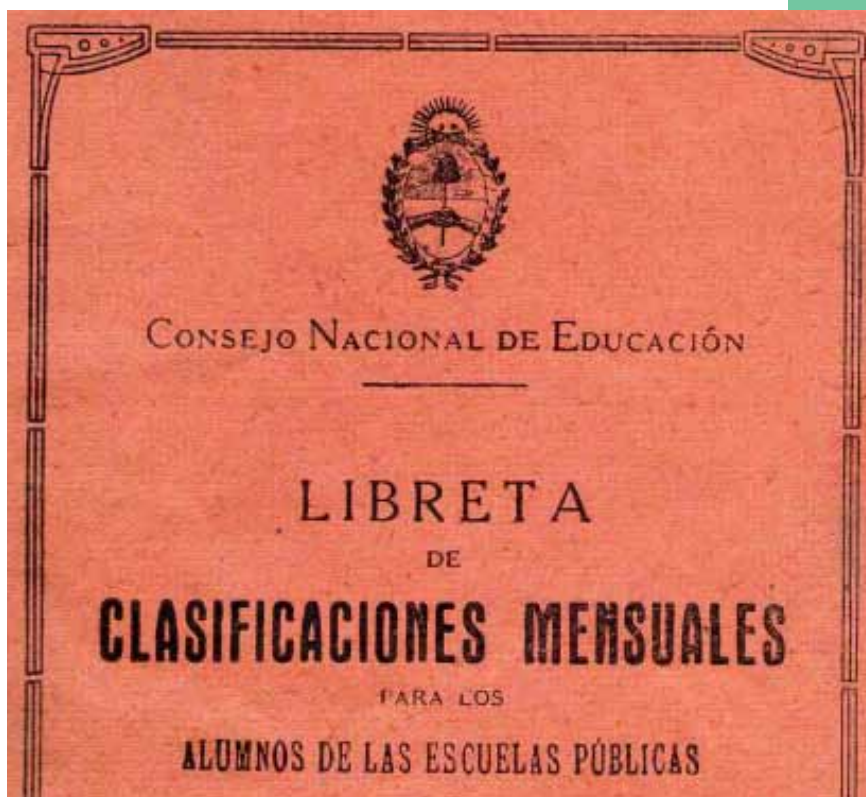 CONSEJO NACIONAL DE EDUCACIÓN
LIBRETA
DE
CLASIFICACIONES MENSUALES
PARA LOS
ALUMNOS DE LAS ESCUELAS PÚBLICAS